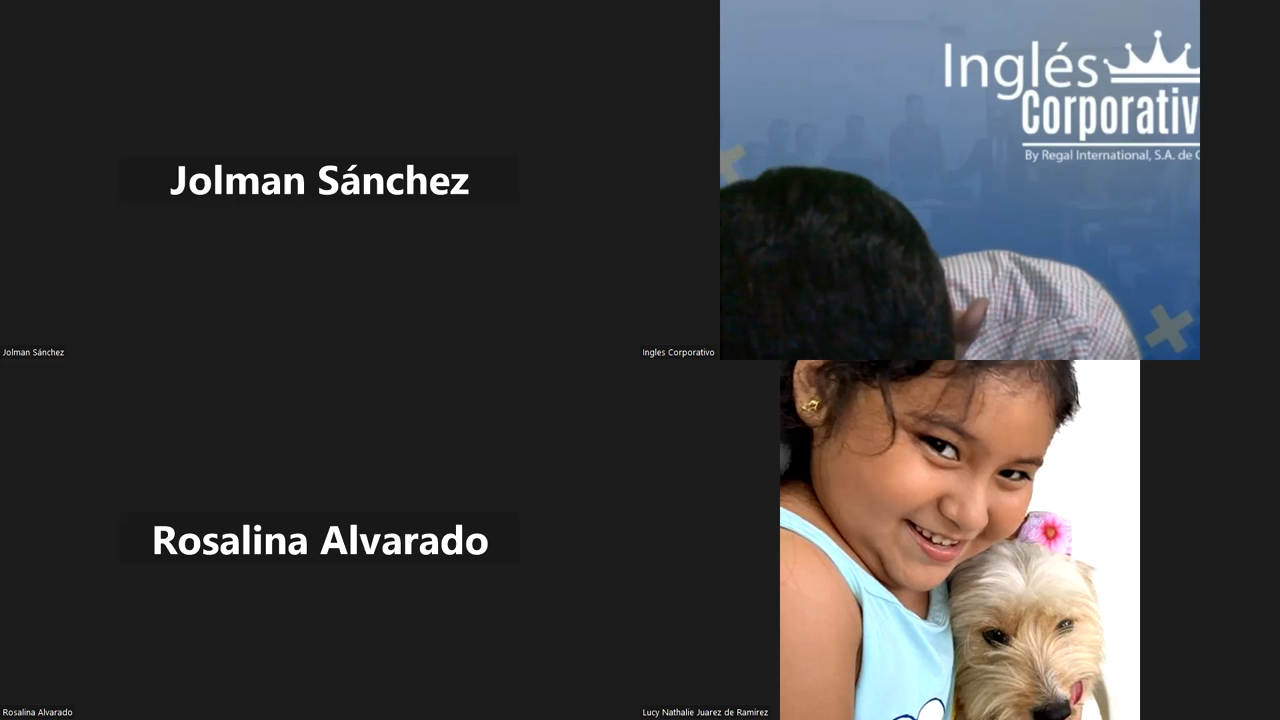 Jolman Sánchez
Jolman Sánchez
Inglés
Corporativ
By Regal International, S.A. de C
Ingles Corporativo
Rosalina Alvarado
Rosalina Alvarado
Lucy Nathalie Juarez de Ramirez